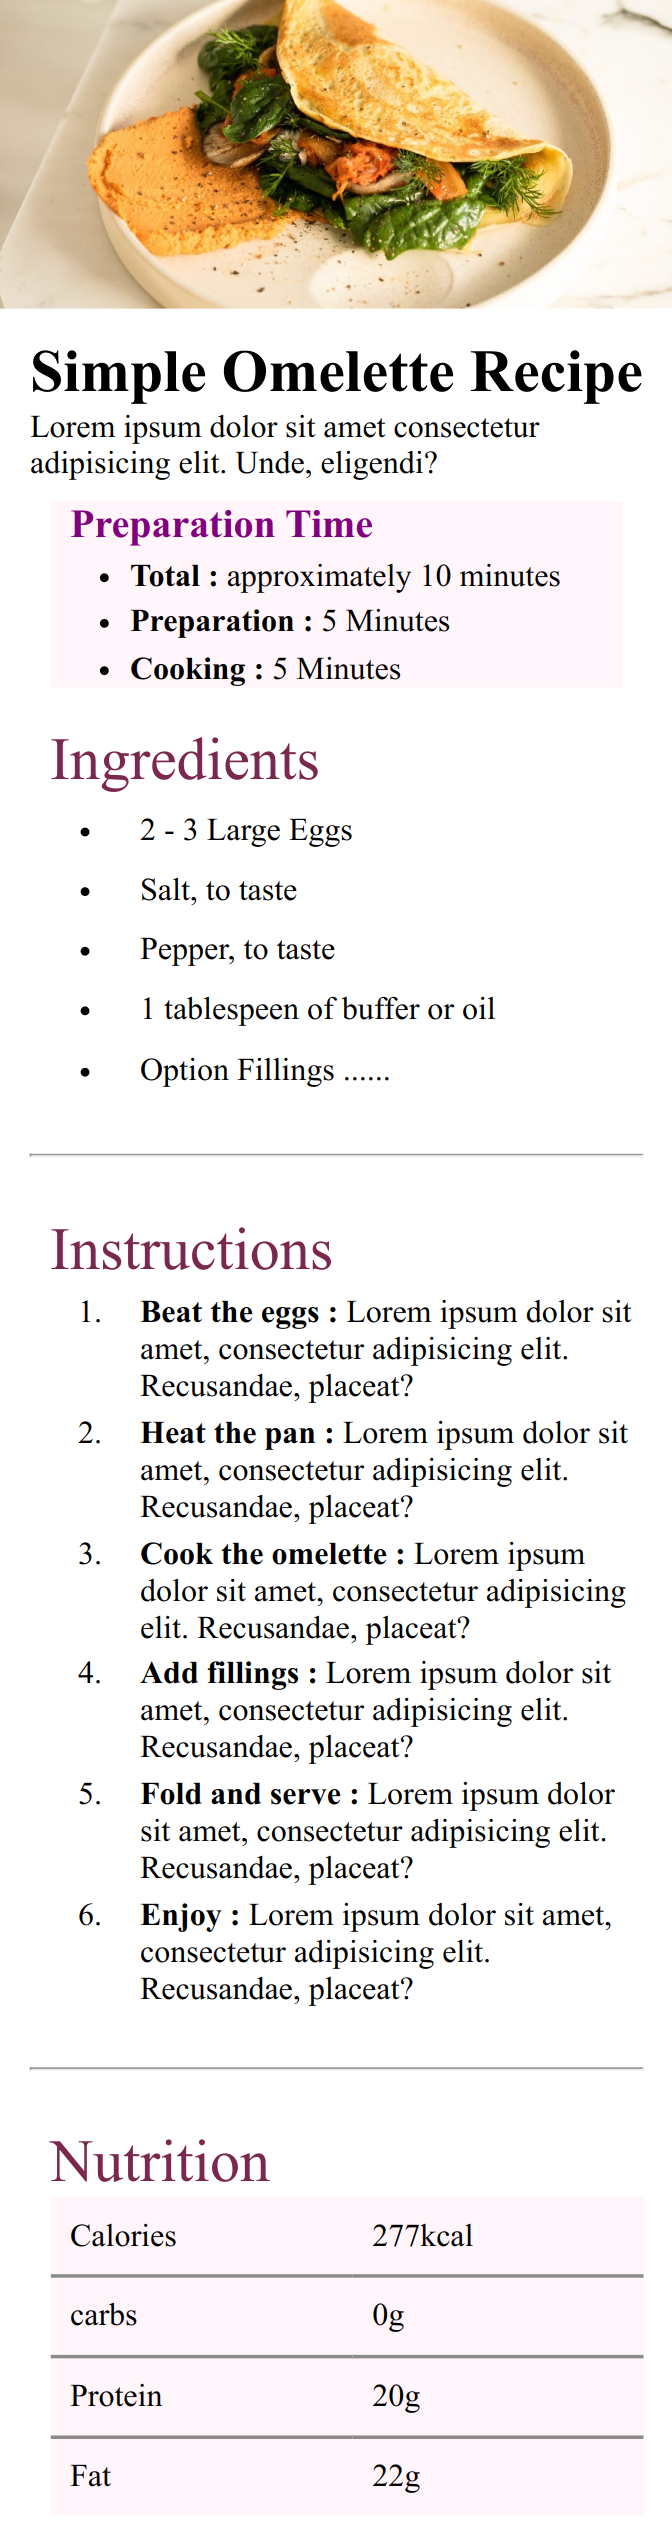 Simple Omelette Recipe
Lorem ipsum dolor sit amet consectetur
adipisicing elit. Unde, eligendi?
Preparation Time
• Total : approximately 10 minutes
• Preparation : 5 Minutes
• Cooking : 5 Minutes
Ingredients
• 2 - 3 Large Eggs
• Salt, to taste
• Pepper, to taste
• 1 tablespeen of buffer or oil
• Option Fillings ......
Instructions
1. Beat the eggs : Lorem ipsum dolor sit
amet, consectetur adipisicing elit.
Recusandae, placeat?
2. Heat the pan : Lorem ipsum dolor sit
amet, consectetur adipisicing elit.
Recusandae, placeat?
3. Cook the omelette : Lorem ipsum
dolor sit amet, consectetur adipisicing
elit. Recusandae, placeat?
4. Add fillings : Lorem ipsum dolor sit
amet, consectetur adipisicing elit.
Recusandae, placeat?
5. Fold and serve : Lorem ipsum dolor
sit amet, consectetur adipisicing elit.
Recusandae, placeat?
6. Enjoy : Lorem ipsum dolor sit amet,
consectetur adipisicing elit.
Recusandae, placeat?
Nutrition
Calories 277kcal
carbs 0g
Protein 20g
Fat 22g